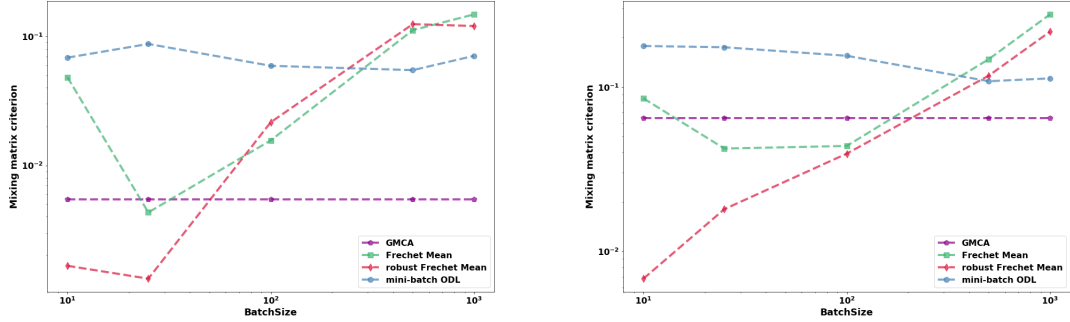 Mixing matrix criterion
10⁻¹
10⁻²
10¹
10²
10³
BatchSize
GMCA
Frechet Mean
robust Frechet Mean
mini-batch ODL
Mixing matrix criterion
10⁻¹
10⁻²
10¹
10²
10³
BatchSize
GMCA
Frechet Mean
robust Frechet Mean
mini-batch ODL